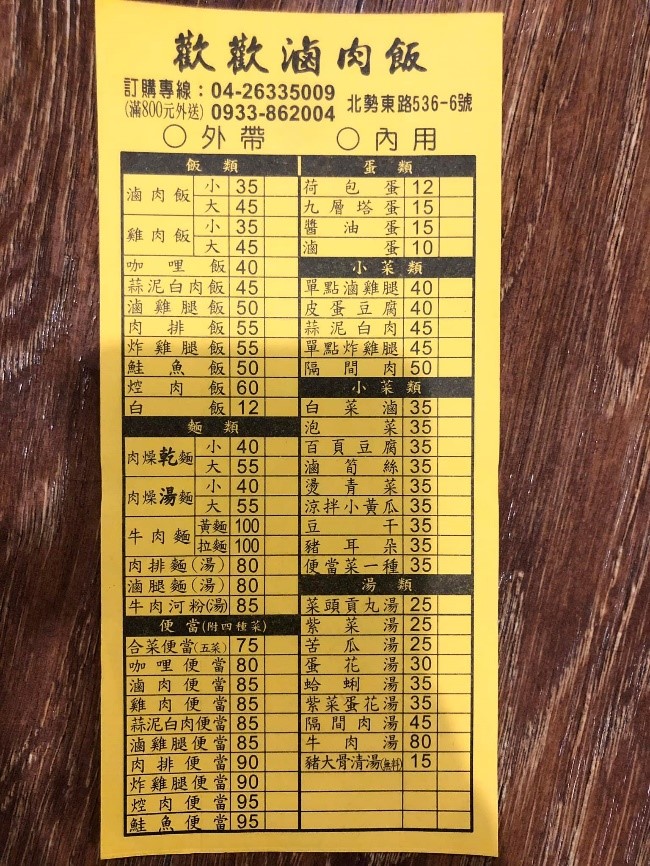 歡歡滷肉飯
訂購專線：04-26335009
(滿800元外送) 0933-862004
北勢東路536-6號
○外帶 ○內用
飯類
滷肉飯 小 35
大 45
雞肉飯 小 35
大 45
咖哩飯 40
蒜泥白肉飯 45
滷雞腿飯 50
肉排飯 55
炸雞腿飯 55
鮭魚飯 50
焢肉飯 60
白飯 12
麵類
肉燥乾麵 小 40
大 55
肉燥湯麵 小 40
大 55
牛肉麵 黃麵 100
拉麵 100
肉排麵(湯) 80
滷腿麵(湯) 80
牛肉河粉(湯) 85
便當(附四種菜)
合菜便當(五菜) 75
咖哩便當 80
滷肉便當 85
雞肉便當 85
蒜泥白肉便當 85
滷雞腿便當 85
肉排便當 90
炸雞腿便當 90
焢肉便當 95
鮭魚便當 95
蛋類
荷包蛋 12
九層塔蛋 15
醬油蛋 15
滷蛋 10
小菜類
單點滷雞腿 40
皮蛋豆腐 40
蒜泥白肉 45
單點炸雞腿 45
隔間肉 50
小菜類
白菜滷 35
泡菜 35
百頁豆腐 35
滷筍絲 35
燙青菜 35
涼拌小黃瓜 35
豆干 35
豬耳朵 35
便當菜一種 35
湯類
菜頭貢丸湯 25
紫菜湯 25
苦瓜湯 25
蛋花湯 30
蛤蜊湯 35
紫菜蛋花湯 35
隔間肉湯 45
牛肉湯 80
豬大骨清湯(無料) 15